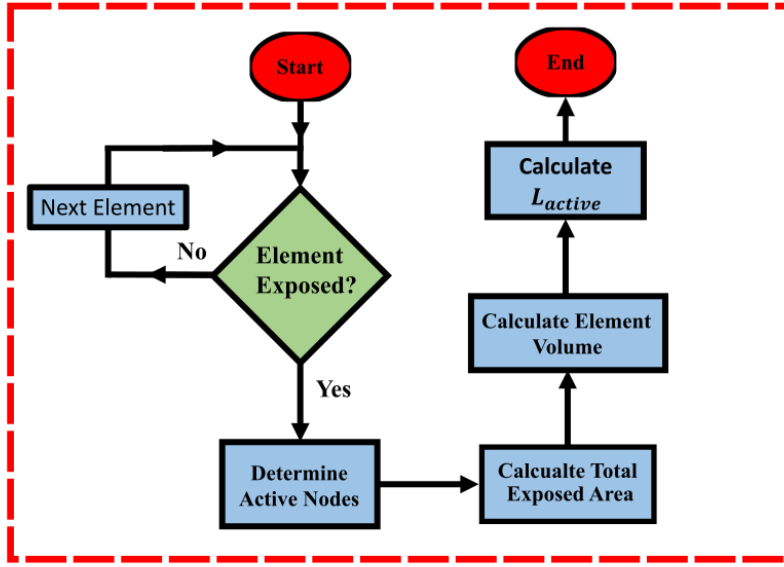 Start
Next Element
No
Element
Exposed?
Yes
Determine
Active Nodes
Calcualte Total
Exposed Area
Calculate Element
Volume
Calculate
L_active
End